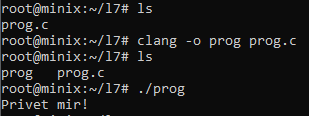 root@minix:~/l7# ls
prog.c
root@minix:~/l7# clang -o prog prog.c
root@minix:~/l7# ls
prog   prog.c
root@minix:~/l7# ./prog
Privet mir!